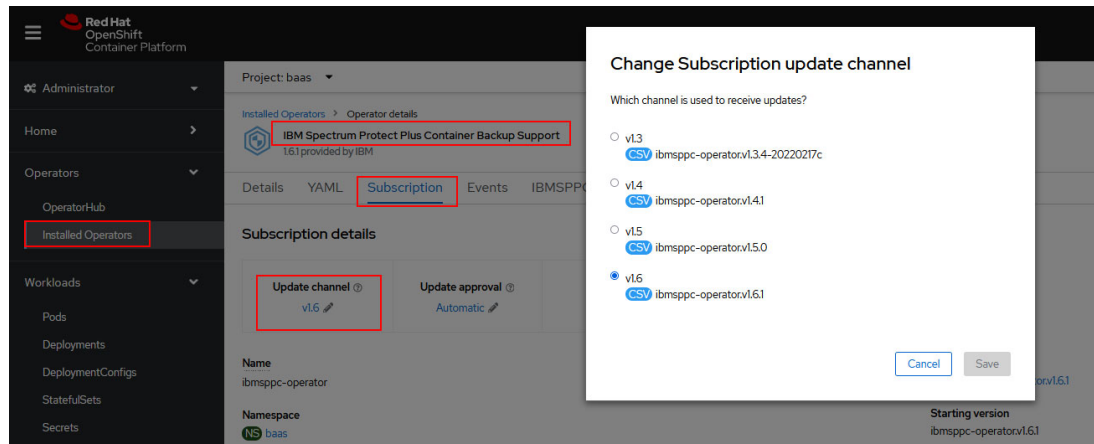 Red Hat
OpenShift
Container Platform
Administrator
Home
Operators
OperatorHub
Installed Operators
Workloads
Pods
Deployments
DeploymentConfigs
StatefulSets
Secrets
Project: baas
Installed Operators > Operator details
IBM Spectrum Protect Plus Container Backup Support
1.6.1 provided by IBM
Details YAML Subscription Events IBMSPPC
Subscription details
Update channel
v1.6
Update approval
Automatic
Name
ibmsppc-operator
Namespace
NS baas
or.v1.6.1
Starting version
ibmsppc-operator.v1.6.1
Change Subscription update channel
Which channel is used to receive updates?
v1.3
CSV ibmsppc-operator.v1.3.4-20220217c
v1.4
CSV ibmsppc-operator.v1.4.1
v1.5
CSV ibmsppc-operator.v1.5.0
v1.6
CSV ibmsppc-operator.v1.6.1
Cancel Save